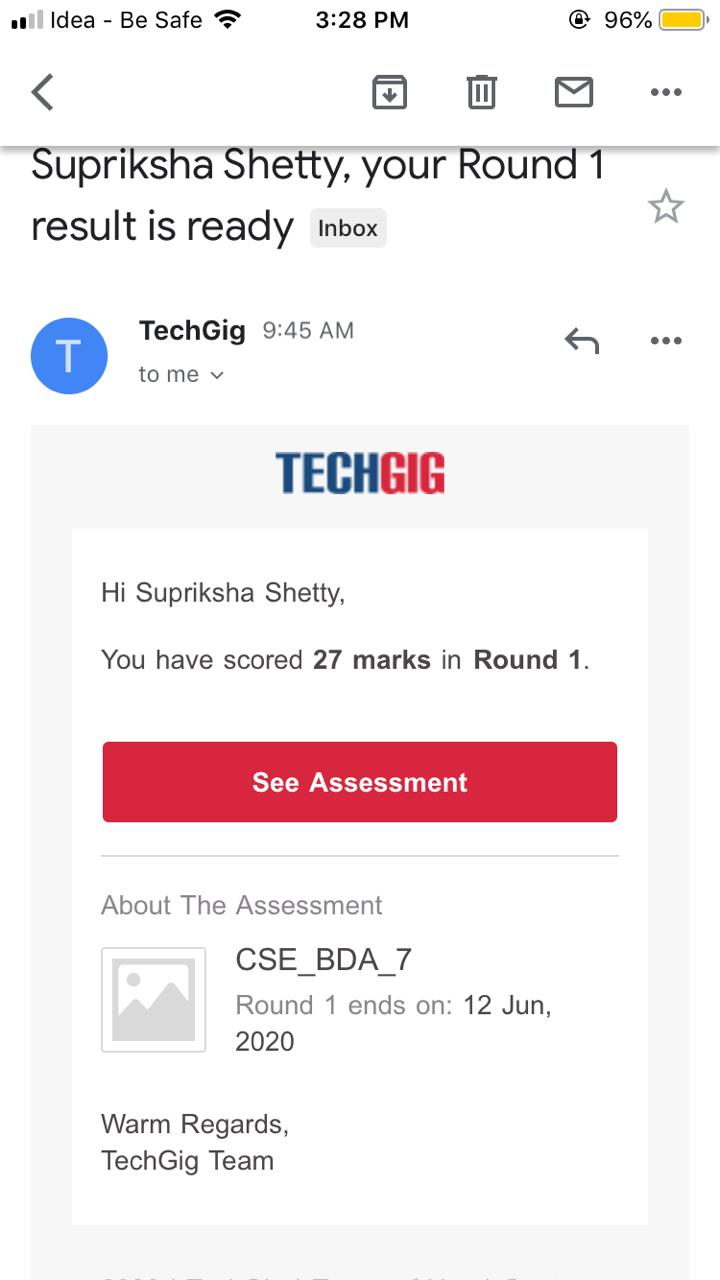 Idea - Be Safe 3:28 PM 96%
Supriksha Shetty, your Round 1
result is ready Inbox
T
TechGig 9:45 AM
to me
TECHGIG
Hi Supriksha Shetty,
You have scored 27 marks in Round 1.
See Assessment
About The Assessment
CSE_BDA_7
Round 1 ends on: 12 Jun,
2020
Warm Regards,
TechGig Team